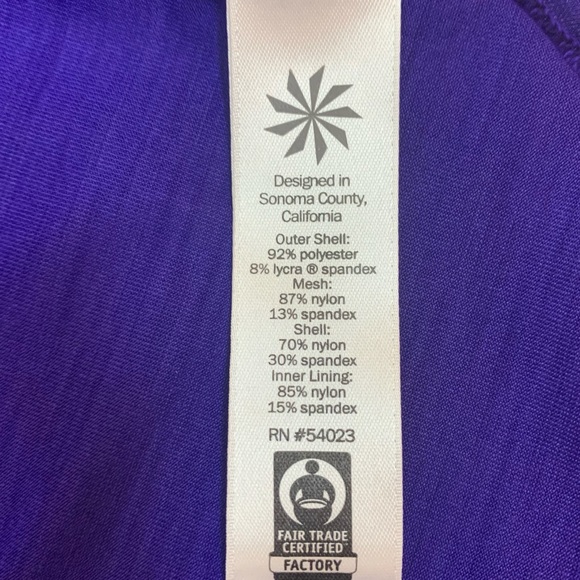 Designed in
Sonoma County,
California
Outer Shell:
92% polyester
8% lycra ® spandex
Mesh:
87% nylon
13% spandex
Shell:
70% nylon
30% spandex
Inner Lining:
85% nylon
15% spandex
RN #54023
FAIR TRADE
CERTIFIED
FACTORY